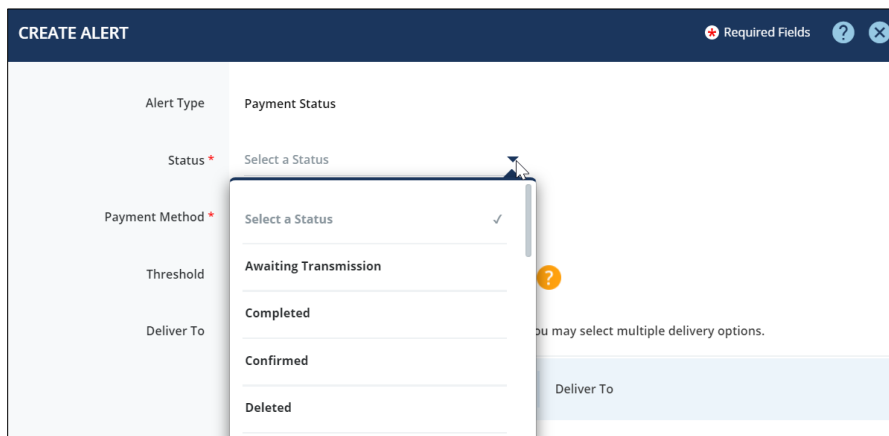 CREATE ALERT
* Required Fields
?
Alert Type
Payment Status
Status *
Select a Status
Payment Method *
Select a Status
Awaiting Transmission
Threshold
?
Completed
Deliver To
may select multiple delivery options.
Confirmed
Deliver To
Deleted